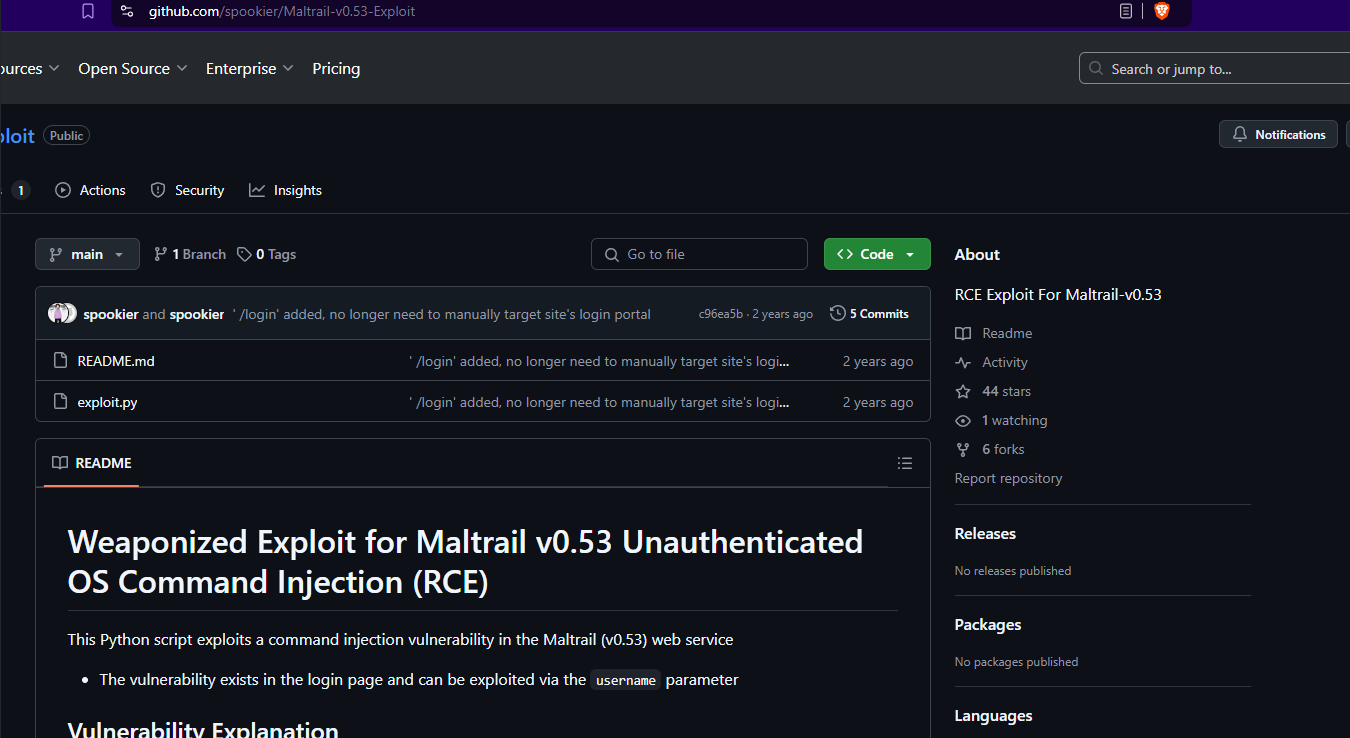 github.com/spookier/Maltrail-v0.53-Exploit
ources Open Source Enterprise Pricing
Search or jump to...
loit Public
Notifications
1 Actions Security Insights
main 1 Branch 0 Tags
Go to file
Code
spookier and spookier ' /login' added, no longer need to manually target site's login portal
c96ea5b · 2 years ago
5 Commits
README.md ' /login' added, no longer need to manually target site's logi... 2 years ago
exploit.py ' /login' added, no longer need to manually target site's logi... 2 years ago
README
Weaponized Exploit for Maltrail v0.53 Unauthenticated
OS Command Injection (RCE)
This Python script exploits a command injection vulnerability in the Maltrail (v0.53) web service
• The vulnerability exists in the login page and can be exploited via the username parameter
Vulnerability Explanation
About
RCE Exploit For Maltrail-v0.53
Readme
Activity
44 stars
1 watching
6 forks
Report repository
Releases
No releases published
Packages
No packages published
Languages